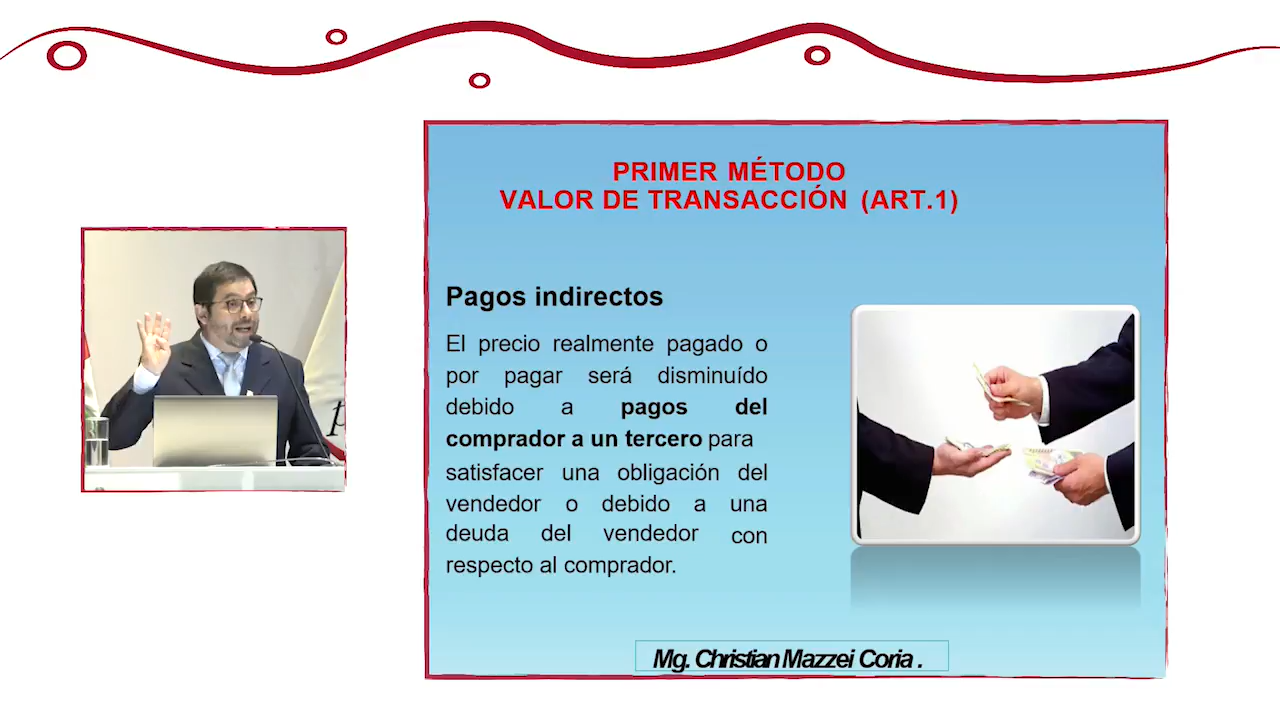 PRIMER MÉTODO
VALOR DE TRANSACCIÓN (ART.1)
Pagos indirectos
El precio realmente pagado o
por pagar será disminuído
debido a pagos del
comprador a un tercero para
satisfacer una obligación del
vendedor o debido a una
deuda del vendedor con
respecto al comprador.
Mg. Christian Mazzei Coria .